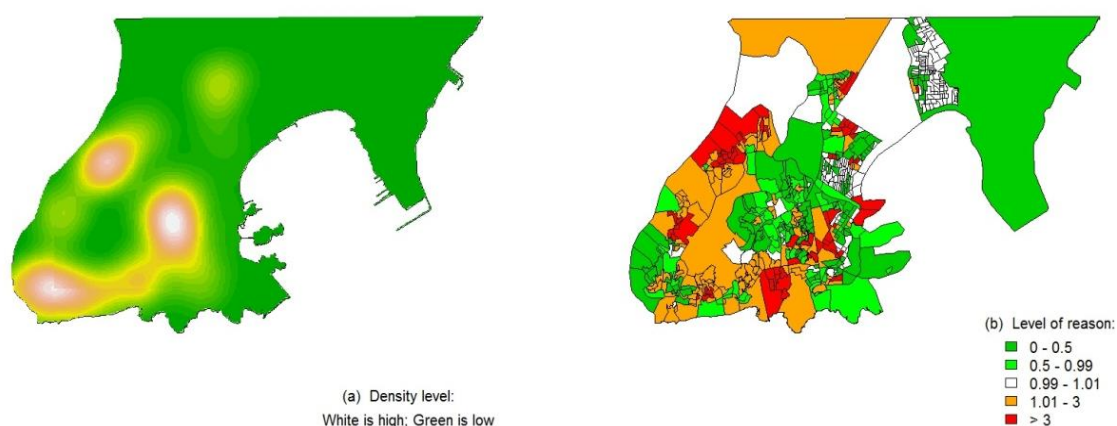 (a) Density level:
White is high; Green is low
(b) Level of reason:
0 - 0.5
0.5 - 0.99
0.99 - 1.01
1.01 - 3
> 3